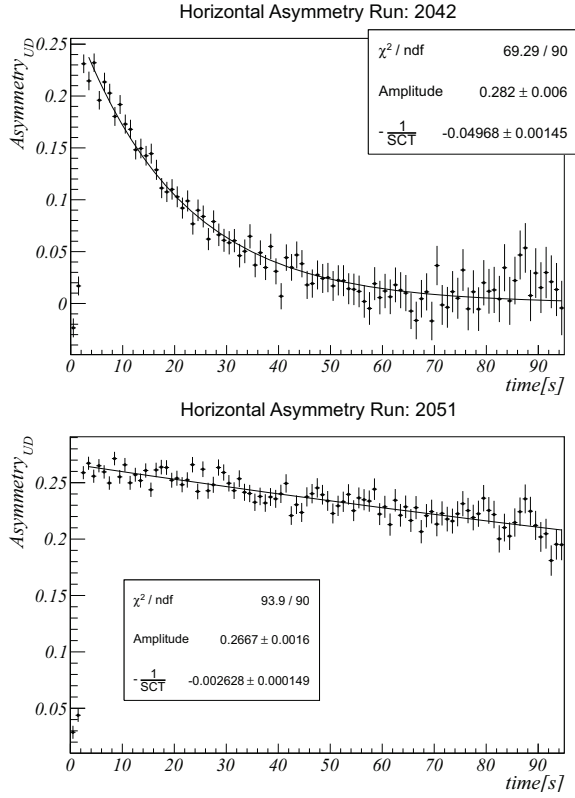 Horizontal Asymmetry Run: 2042
Asymmetry_UD
χ² / ndf 69.29 / 90
Amplitude 0.282 ± 0.006
- 1/SCT -0.04968 ± 0.00145
0.25
0.2
0.15
0.1
0.05
0
0 10 20 30 40 50 60 70 80 90
time[s]
Horizontal Asymmetry Run: 2051
Asymmetry_UD
0.25
0.2
0.15
0.1
0.05
χ² / ndf 93.9 / 90
Amplitude 0.2667 ± 0.0016
- 1/SCT -0.002628 ± 0.000149
0 10 20 30 40 50 60 70 80 90
time[s]